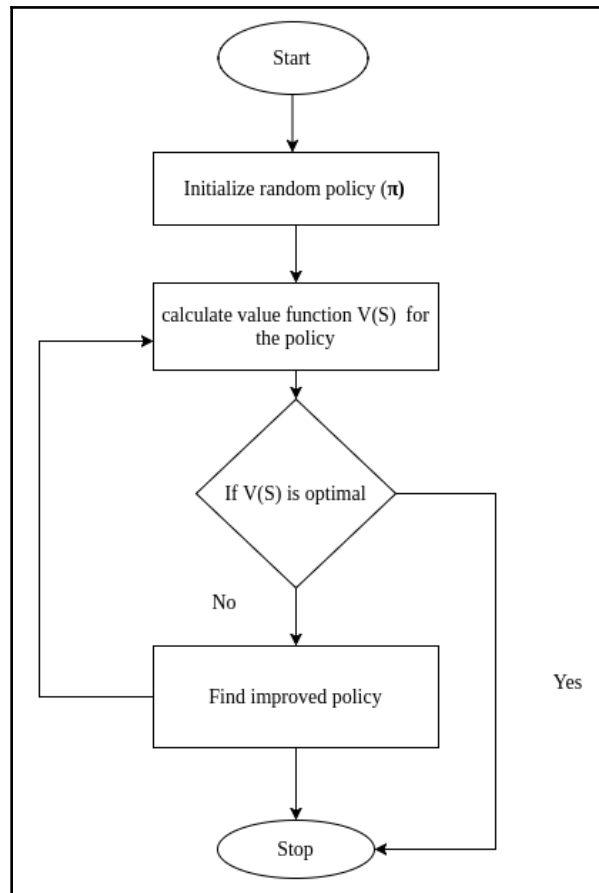 Start
Initialize random policy (π)
calculate value function V(S) for
the policy
If V(S) is optimal
No
Find improved policy
Yes
Stop